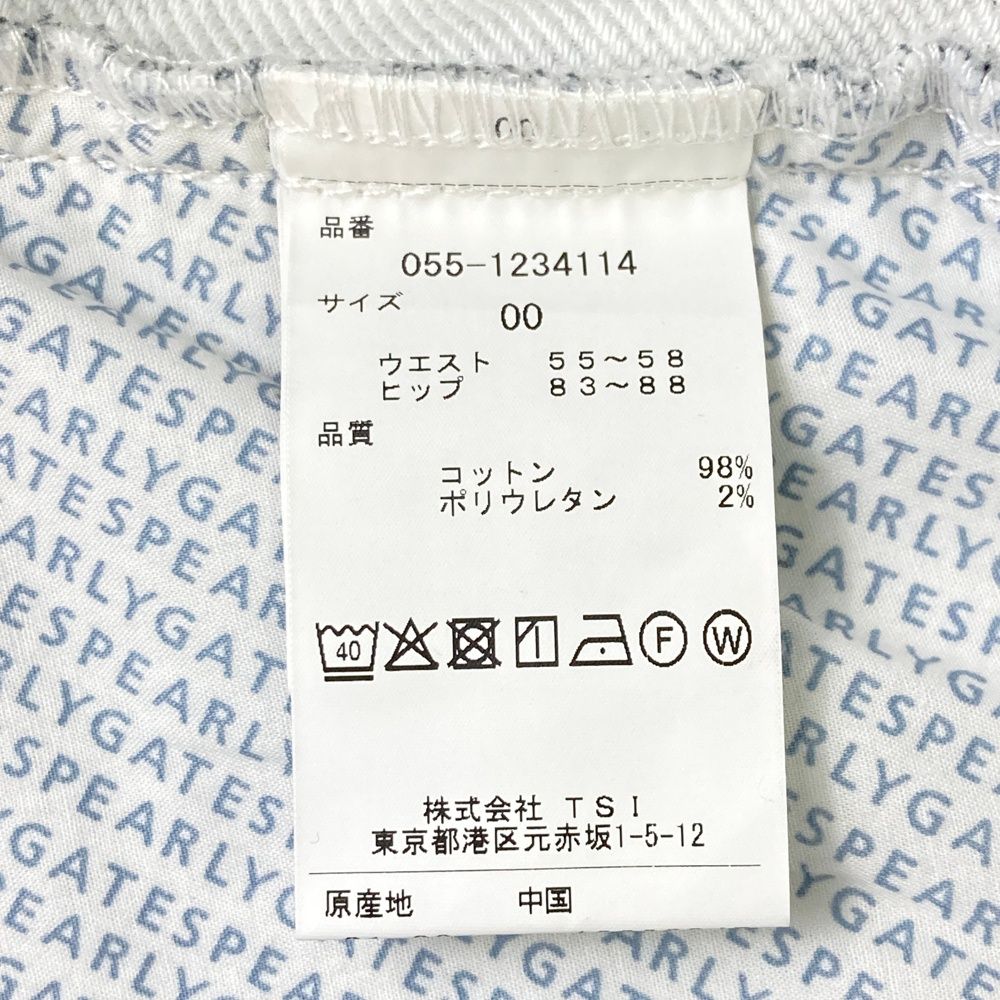 00
品番
055-1234114
サイズ
00
ウエスト 55~58
ヒップ 83~88
品質
コットン 98%
ポリウレタン 2%
40
F
W
株式会社 TSI
東京都港区元赤坂1-5-12
原産地 中国
PEARLYGATES